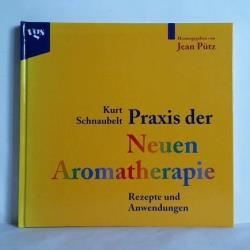 vgs
Herausgegeben von
Jean Pütz
Kurt
Schnaubelt
Praxis der
Neuen
Aromatherapie
Rezepte und
Anwendungen